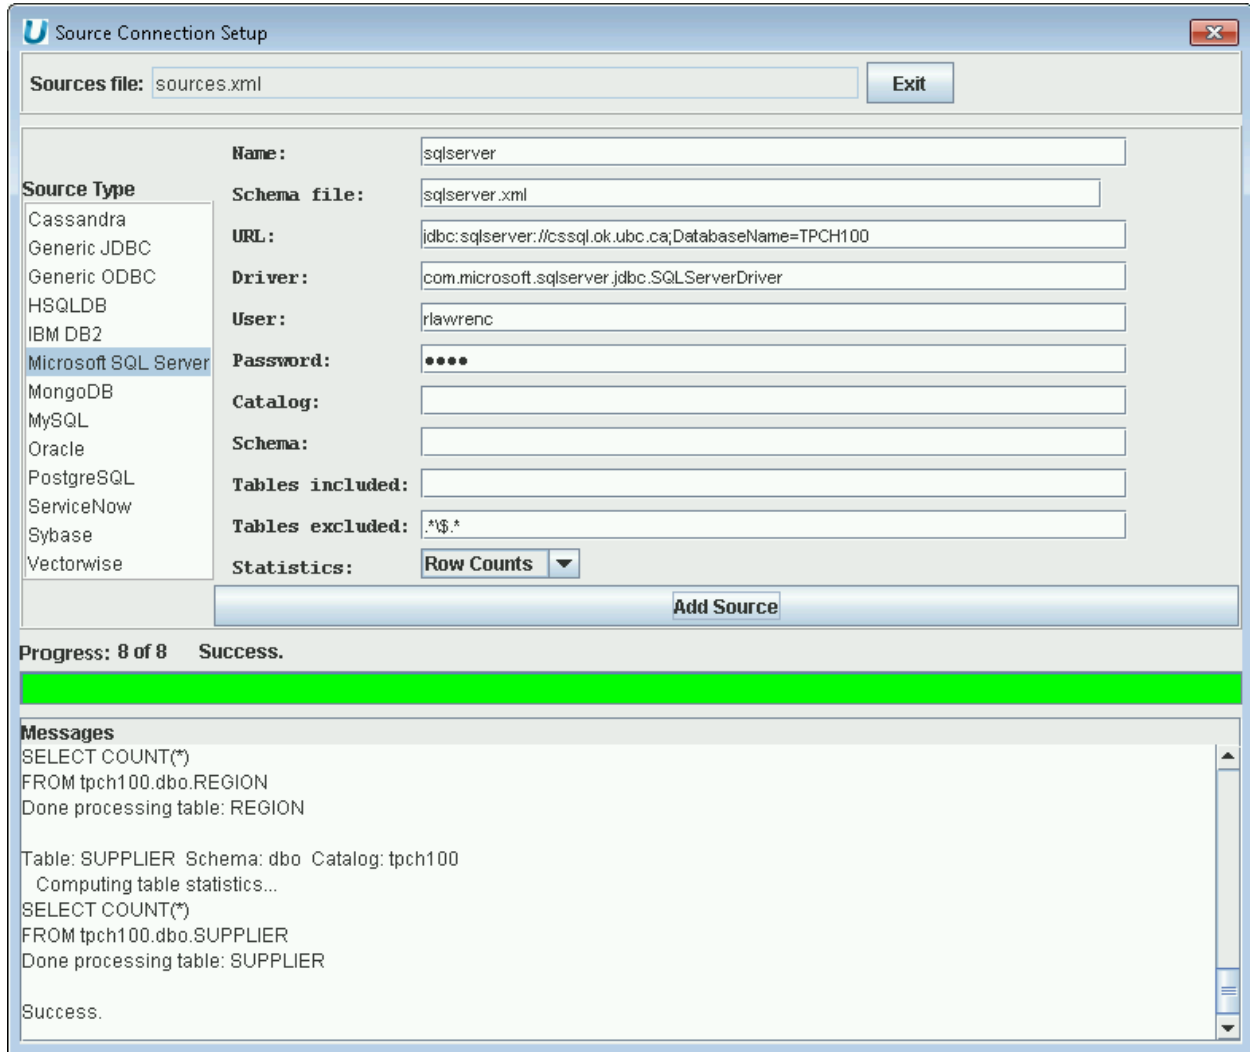 Source Connection Setup
Sources file: sources.xml Exit
Source Type
Cassandra
Generic JDBC
Generic ODBC
HSQLDB
IBM DB2
Microsoft SQL Server
MongoDB
MySQL
Oracle
PostgreSQL
ServiceNow
Sybase
Vectorwise
Name: sqlserver
Schema file: sqlserver.xml
URL: jdbc:sqlserver://cssql.ok.ubc.ca;DatabaseName=TPCH100
Driver: com.microsoft.sqlserver.jdbc.SQLServerDriver
User: rlawrenc
Password: ●●●●
Catalog:
Schema:
Tables included:
Tables excluded: .*\$.*
Statistics: Row Counts
Add Source
Progress: 8 of 8 Success.
Messages
SELECT COUNT(*)
FROM tpch100.dbo.REGION
Done processing table: REGION
Table: SUPPLIER Schema: dbo Catalog: tpch100
Computing table statistics...
SELECT COUNT(*)
FROM tpch100.dbo.SUPPLIER
Done processing table: SUPPLIER
Success.